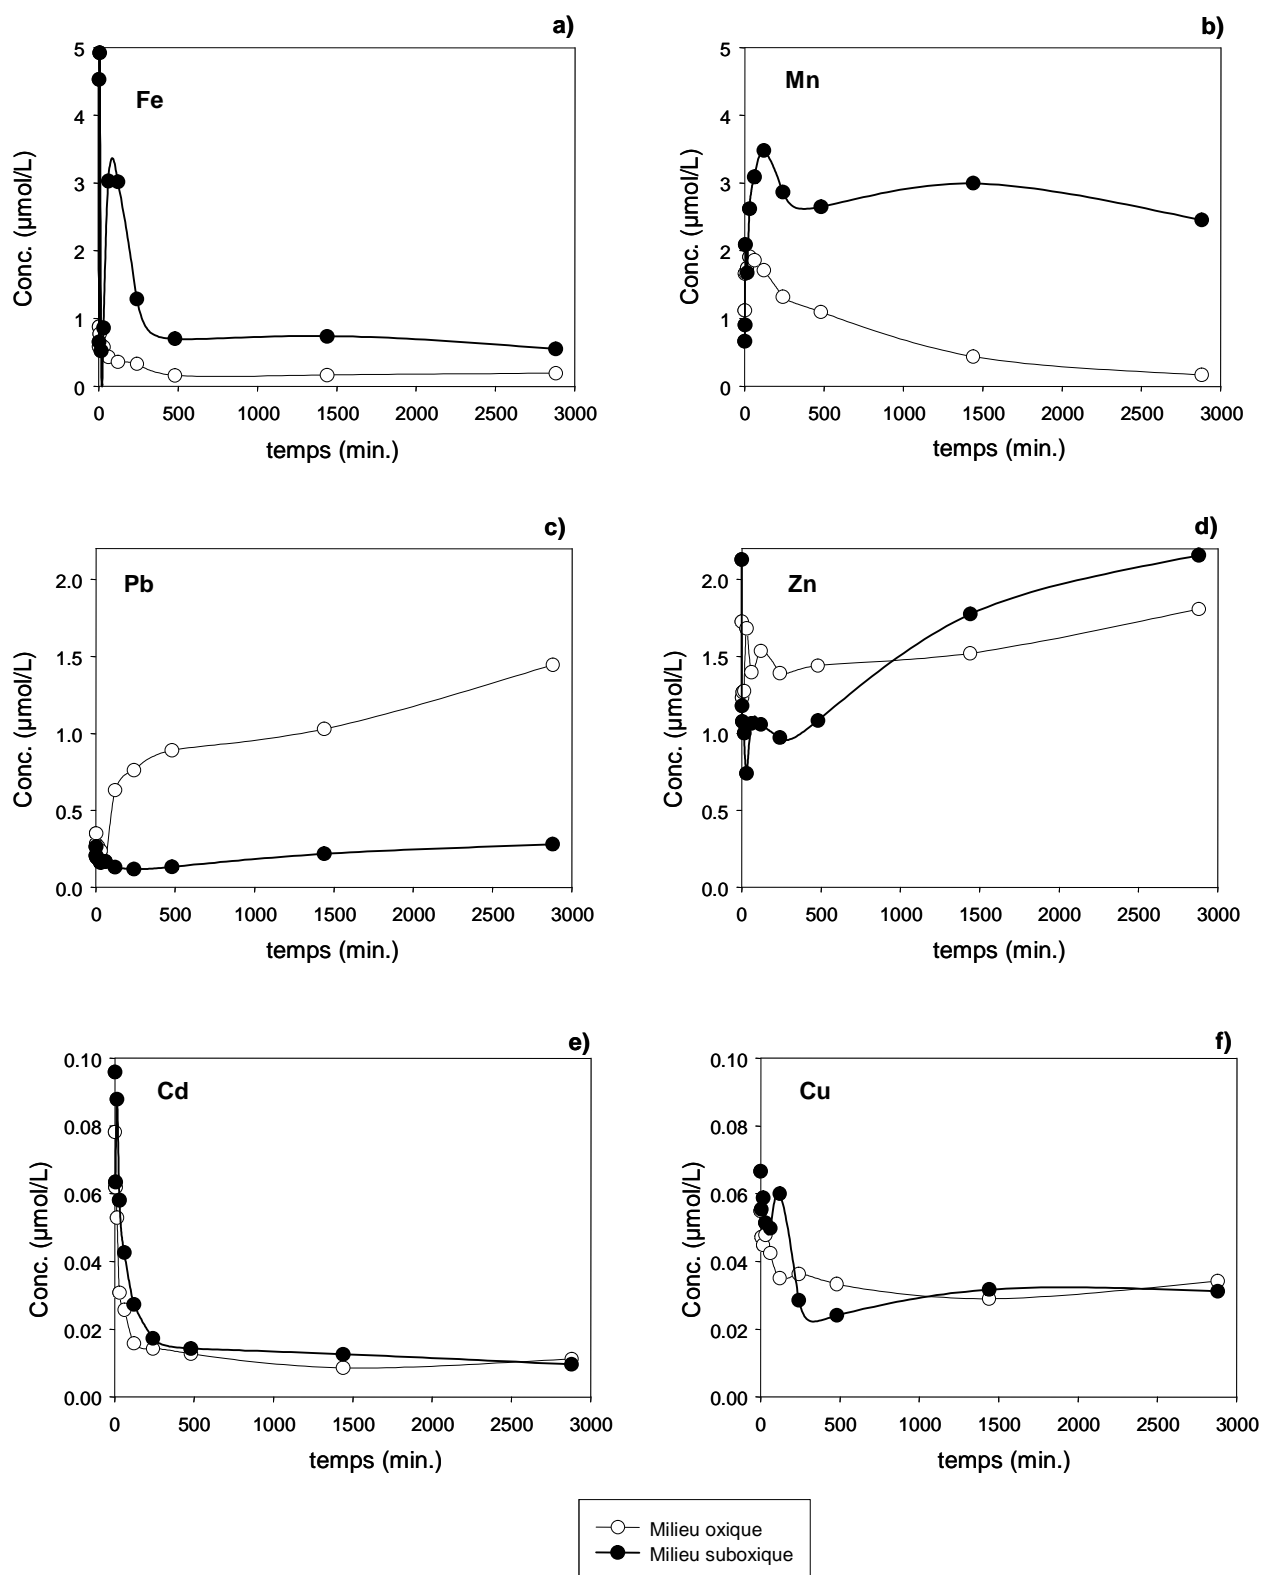 a)
5
4
3
2
1
0
Fe
Conc. (µmol/L)
0 500 1000 1500 2000 2500 3000
temps (min.)
b)
5
4
3
2
1
0
Mn
Conc. (µmol/L)
0 500 1000 1500 2000 2500 3000
temps (min.)
c)
2.0
1.5
1.0
0.5
0.0
Pb
Conc. (µmol/L)
0 500 1000 1500 2000 2500 3000
temps (min.)
d)
2.0
1.5
1.0
0.5
0.0
Zn
Conc. (µmol/L)
0 500 1000 1500 2000 2500 3000
temps (min.)
e)
0.10
0.08
0.06
0.04
0.02
0.00
Cd
Conc. (µmol/L)
0 500 1000 1500 2000 2500 3000
temps (min.)
f)
0.10
0.08
0.06
0.04
0.02
0.00
Cu
Conc. (µmol/L)
0 500 1000 1500 2000 2500 3000
temps (min.)
Milieu oxique
Milieu suboxique